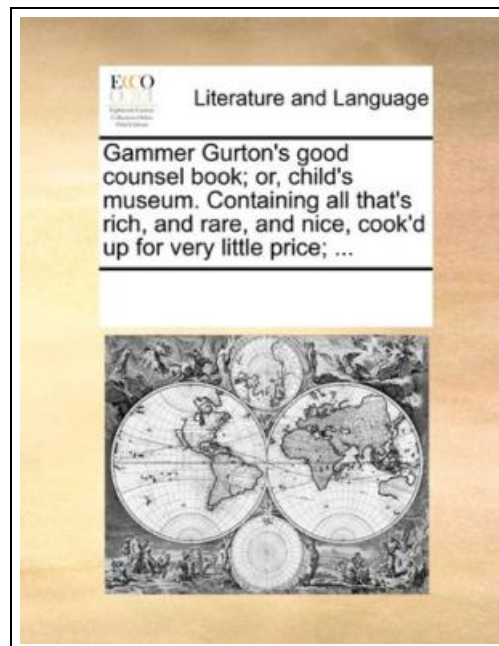 ECCO
Literature and Language
Gammer Gurton's good
counsel book; or, child's
museum. Containing all that's
rich, and rare, and nice, cook'd
up for very little price; ...